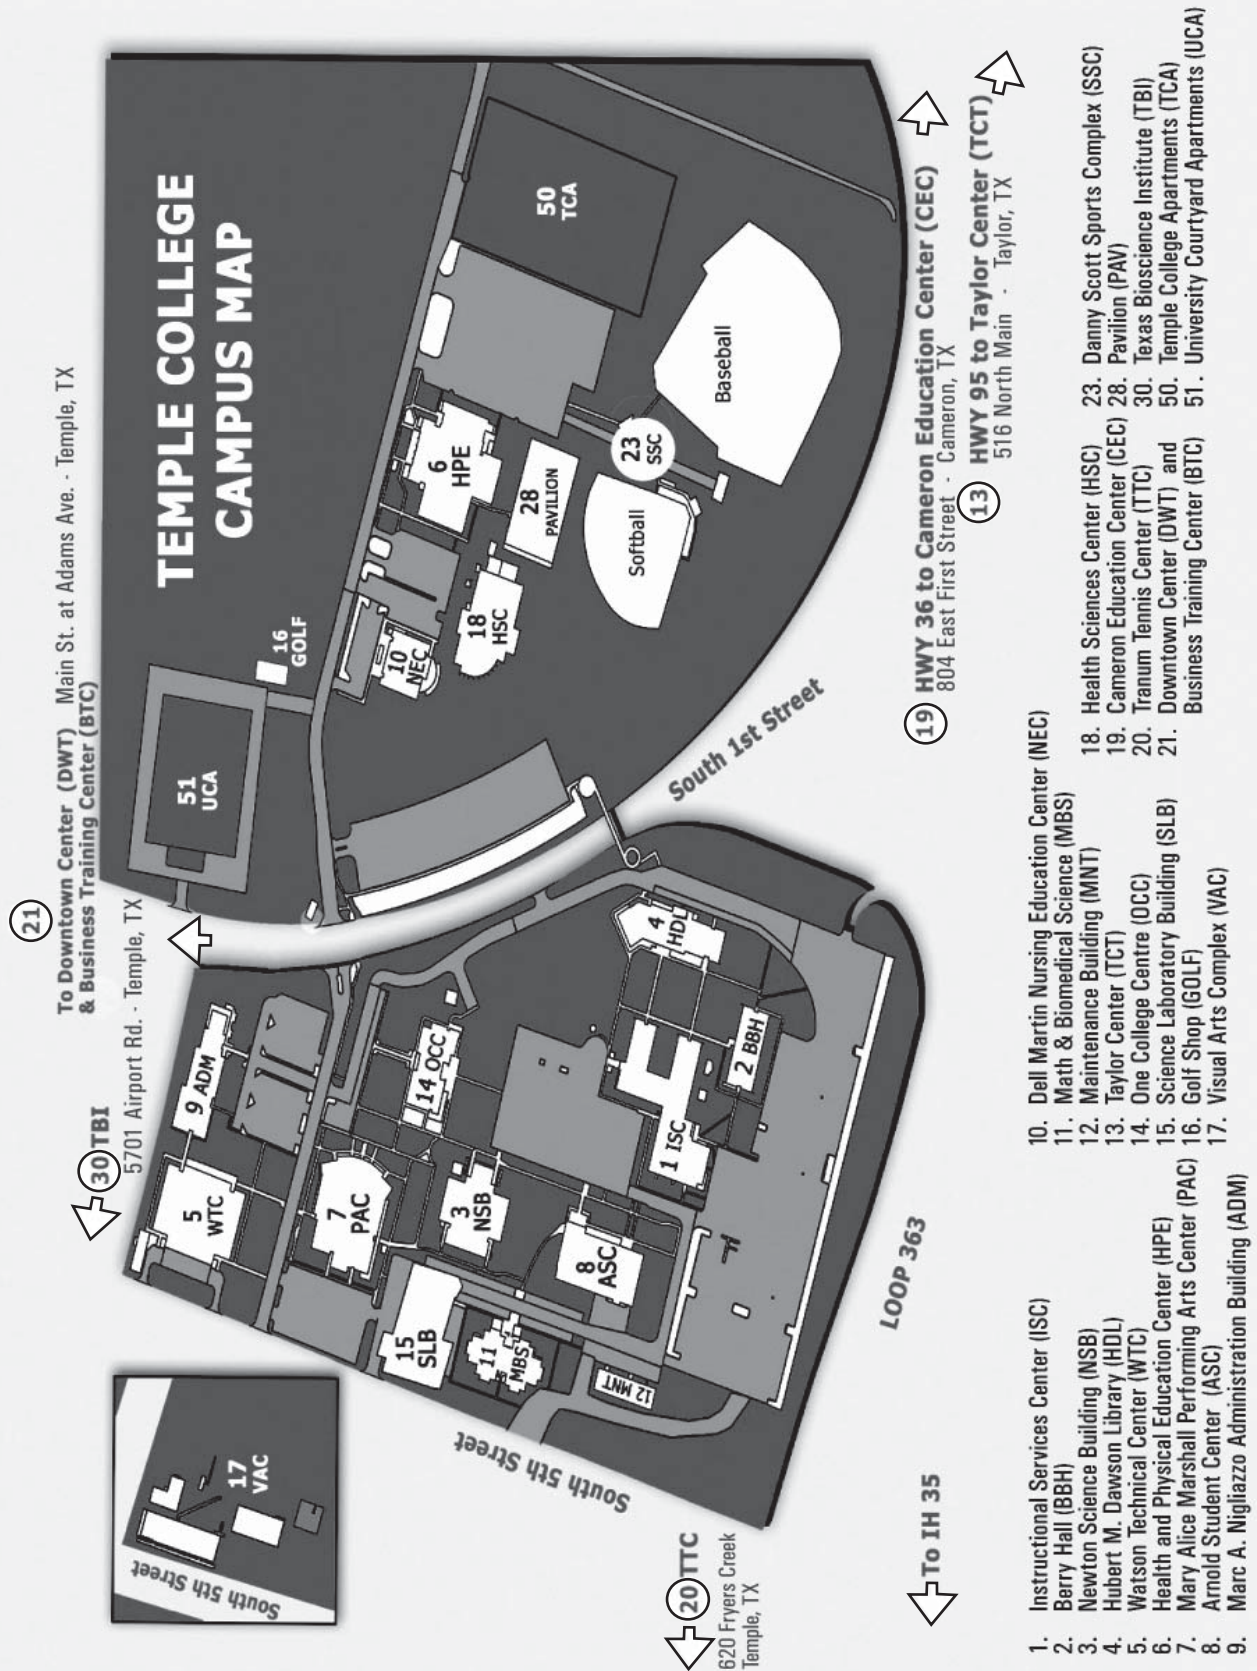 TEMPLE COLLEGE
CAMPUS MAP
21
To Downtown Center (DWT) Main St. at Adams Ave. - Temple, TX
& Business Training Center (BTC)
30 TBI
5701 Airport Rd. - Temple, TX
17
VAC
South 5th Street
5
WTC
9 ADM
51
UCA
16
GOLF
7
PAC
14 OCC
3
NSB
15
SLB
11
MBS
8
ASC
12 MNT
1 ISC
2 BBH
4
HDL
10
NEC
18
HSC
6
HPE
28
PAVILION
50
TCA
23
SSC
Softball
Baseball
South 1st Street
South 5th Street
LOOP 363
20 TTC
620 Fryers Creek
Temple, TX
To IH 35
19 HWY 36 to Cameron Education Center (CEC)
804 East First Street - Cameron, TX
13 HWY 95 to Taylor Center (TCT)
516 North Main - Taylor, TX
1. Instructional Services Center (ISC)
2. Berry Hall (BBH)
3. Newton Science Building (NSB)
4. Hubert M. Dawson Library (HDL)
5. Watson Technical Center (WTC)
6. Health and Physical Education Center (HPE)
7. Mary Alice Marshall Performing Arts Center (PAC)
8. Arnold Student Center (ASC)
9. Marc A. Nigliazzo Administration Building (ADM)
10. Dell Martin Nursing Education Center (NEC)
11. Math & Biomedical Science (MBS)
12. Maintenance Building (MNT)
13. Taylor Center (TCT)
14. One College Centre (OCC)
15. Science Laboratory Building (SLB)
16. Golf Shop (GOLF)
17. Visual Arts Complex (VAC)
18. Health Sciences Center (HSC)
19. Cameron Education Center (CEC)
20. Tranum Tennis Center (TTC)
21. Downtown Center (DWT) and
Business Training Center (BTC)
23. Danny Scott Sports Complex (SSC)
28. Pavilion (PAV)
30. Texas Bioscience Institute (TBI)
50. Temple College Apartments (TCA)
51. University Courtyard Apartments (UCA)